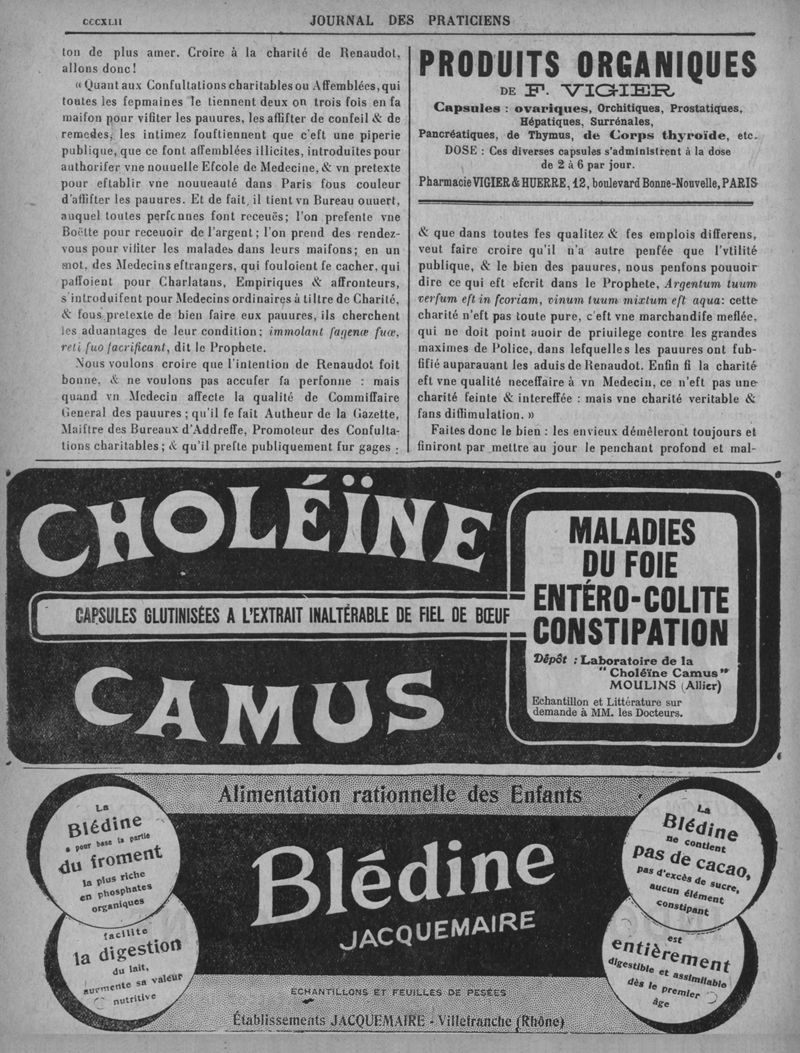 CCCXLII
JOURNAL DES PRATICIENS
ton de plus amer. Croire à la charité de Renaudot,
allons donc !
« Quant aux Confultations charitables ou Affemblées, qui
toutes les fepmaines fe tiennent deux on trois fois en fa
maifon pour vifiter les pauures, les affifter de confeil & de
remedes, les intimez fouftiennent que c'eft une piperie
publique, que ce font affemblées illicites, introduites pour
authorifer vne nouuelle Efcole de Medecine, & vn pretexte
pour eftablir vne nouueauté dans Paris fous couleur
d'affifter les pauures. Et de fait, il tient vn Bureau ouuert,
auquel toutes perfonnes font receuës; l'on prefente vne
Boëtte pour receuoir de l'argent; l'on prend des rendez-
vous pour vifiter les malades dans leurs maifons; en un
mot, des Medecins eftrangers, qui fouloient fe cacher, qui
paffoient pour Charlatans, Empiriques & affronteurs,
s'introduifent pour Medecins ordinaires à tiltre de Charité,
& fous pretexte de bien faire eux pauures, ils cherchent
les aduantages de leur condition; immolant fagenœ fuœ,
reti fuo facrificant, dit le Prophete.
Nous voulons croire que l'intention de Renaudot foit
bonne, & ne voulons pas accufer fa perfonne : mais
quand vn Medecin affecte la qualité de Commiffaire
General des pauures; qu'il fe fait Autheur de la Gazette,
Maiftre des Bureaux d'Addreffe, Promoteur des Confulta-
tions charitables; & qu'il prefte publiquement fur gages;
PRODUITS ORGANIQUES
DE F. VIGIER
Capsules : ovariques, Orchitiques, Prostatiques,
Hépatiques, Surrénales,
Pancréatiques, de Thymus, de Corps thyroïde, etc.
DOSE : Ces diverses capsules s'administrent à la dose
de 2 à 6 par jour.
Pharmacie VIGIER & HUERRE, 12, boulevard Bonne-Nouvelle, PARIS
& que dans toutes fes qualitez & fes emplois differens,
veut faire croire qu'il n'a autre penfée que l'vtilité
publique, & le bien des pauures, nous penfons pouuoir
dire ce qui eft efcrit dans le Prophete, Argentum tuum
verfum eft in fcoriam, vinum tuum mixtum eft aqua: cette
charité n'eft pas toute pure, c'eft vne marchandife meflée,
qui ne doit point auoir de priuilege contre les grandes
maximes de Police, dans lefquelles les pauures ont fub-
fifié auparauant les aduis de Renaudot. Enfin fi la charité
eft vne qualité neceffaire à vn Medecin, ce n'eft pas une
charité feinte & intereffée : mais vne charité veritable &
fans diffimulation. »
Faites donc le bien : les envieux démêleront toujours et
finiront par mettre au jour le penchant profond et mal-
CHOLÉÏNE
CAPSULES GLUTINISÉES A L'EXTRAIT INALTÉRABLE DE FIEL DE BŒUF
CAMUS
MALADIES
DU FOIE
ENTÉRO-COLITE
CONSTIPATION
Dépôt : Laboratoire de la
"Choléïne Camus"
MOULINS (Allier)
Echantillon et Littérature sur
demande à MM. les Docteurs.
Alimentation rationnelle des Enfants
La
Blédine
a pour base la partie
du froment
la plus riche
en phosphates
organiques
facilite
la digestion
du lait,
augmente sa valeur
nutritive
Blédine
JACQUEMAIRE
La
Blédine
ne contient
pas de cacao,
pas d'excès de sucre,
aucun élément
constipant
est
entièrement
digestible et assimilable
dès le premier
âge
ECHANTILLONS ET FEUILLES DE PESÉES
Établissements JACQUEMAIRE - Villefranche (Rhône)